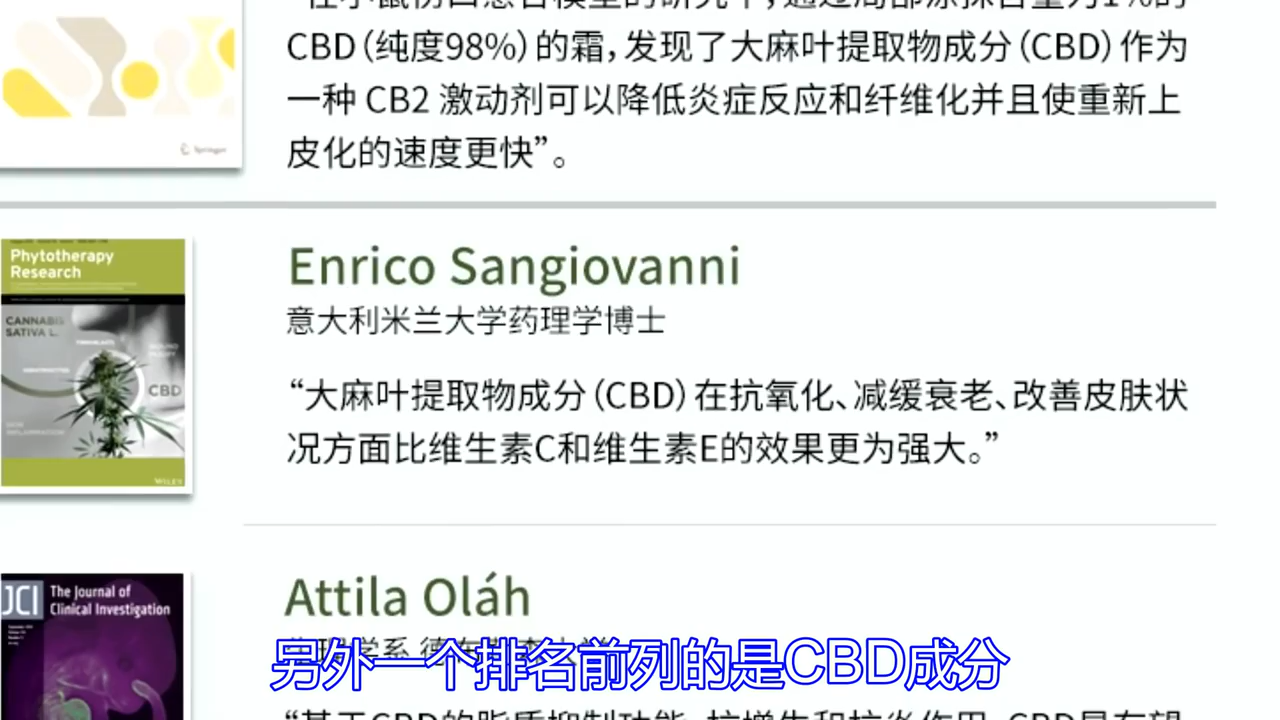 CBD（纯度98%）的霜，发现了大麻叶提取物成分（CBD）作为
一种 CB2 激动剂可以降低炎症反应和纤维化并且使重新上
皮化的速度更快”。
Springer
Phytotherapy
Research
CANNABIS
SATIVA L.
CBD
WILEY
Enrico Sangiovanni
意大利米兰大学药理学博士
“大麻叶提取物成分（CBD）在抗氧化、减缓衰老、改善皮肤状
况方面比维生素C和维生素E的效果更为强大。”
JCI
The Journal of
Clinical Investigation
Attila Oláh
另外一个排名前列的是CBD成分